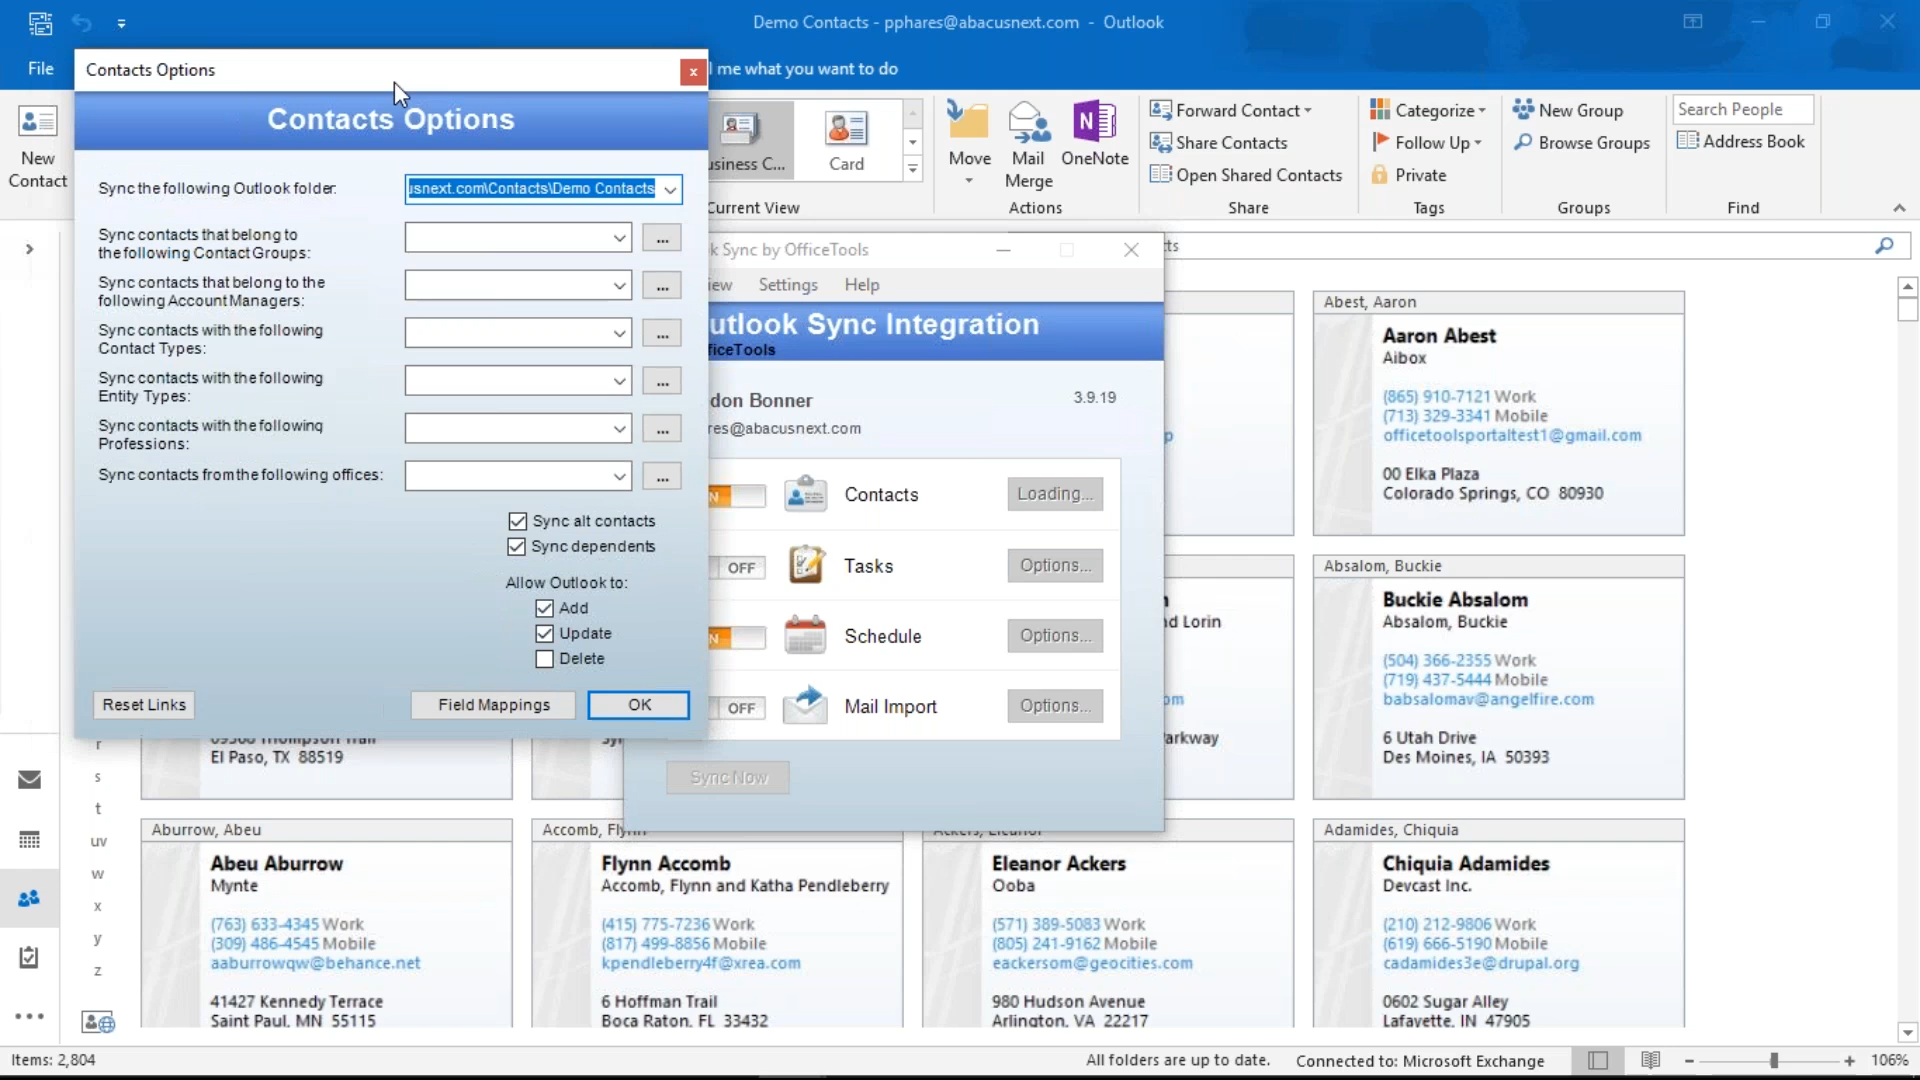 Demo Contacts - pphares@abacusnext.com - Outlook
File
me what you want to do
Contacts Options
x
Contacts Options
Sync the following Outlook folder:
usnext.com\Contacts\Demo Contacts
Sync contacts that belong to
the following Contact Groups:
...
Sync contacts that belong to the
following Account Managers:
...
Sync contacts with the following
Contact Types:
...
Sync contacts with the following
Entity Types:
...
Sync contacts with the following
Professions:
...
Sync contacts from the following offices:
...
Sync alt contacts
Sync dependents
Allow Outlook to:
Add
Update
Delete
Reset Links
Field Mappings
OK
New
Contact
usiness C...
Card
Current View
Move
Mail
Merge
OneNote
Actions
Forward Contact
Share Contacts
Open Shared Contacts
Share
Categorize
Follow Up
Private
Tags
New Group
Browse Groups
Groups
Search People
Address Book
Find
k Sync by OfficeTools
iew
Settings
Help
utlook Sync Integration
ficeTools
don Bonner
3.9.19
res@abacusnext.com
N
Contacts
Loading...
OFF
Tasks
Options...
N
Schedule
Options...
OFF
Mail Import
Options...
Sync Now
cts
p
nd Lorin
om
arkway
Abest, Aaron
Aaron Abest
Aibox
(865) 910-7121 Work
(713) 329-3341 Mobile
officetoolsportaltest1@gmail.com
00 Elka Plaza
Colorado Springs, CO 80930
Absalom, Buckie
Buckie Absalom
Absalom, Buckie
(504) 366-2355 Work
(719) 437-5444 Mobile
babsalomav@angelfire.com
6 Utah Drive
Des Moines, IA 50393
El Paso, TX 88519
r
s
t
uv
w
x
y
z
Aburrow, Abeu
Abeu Aburrow
Mynte
(763) 633-4345 Work
(309) 486-4545 Mobile
aaburrowqw@behance.net
41427 Kennedy Terrace
Saint Paul, MN 55115
Accomb, Flynn
Flynn Accomb
Accomb, Flynn and Katha Pendleberry
(415) 775-7236 Work
(817) 499-8856 Mobile
kpendleberry4f@xrea.com
6 Hoffman Trail
Boca Raton, FL 33432
Ackers, Eleanor
Eleanor Ackers
Ooba
(571) 389-5083 Work
(805) 241-9162 Mobile
eackersom@geocities.com
980 Hudson Avenue
Arlington, VA 22217
Adamides, Chiquia
Chiquia Adamides
Devcast Inc.
(210) 212-9806 Work
(619) 666-5190 Mobile
cadamides3e@drupal.org
0602 Sugar Alley
Lafayette, IN 47905
Items: 2,804
All folders are up to date.
Connected to: Microsoft Exchange
106%